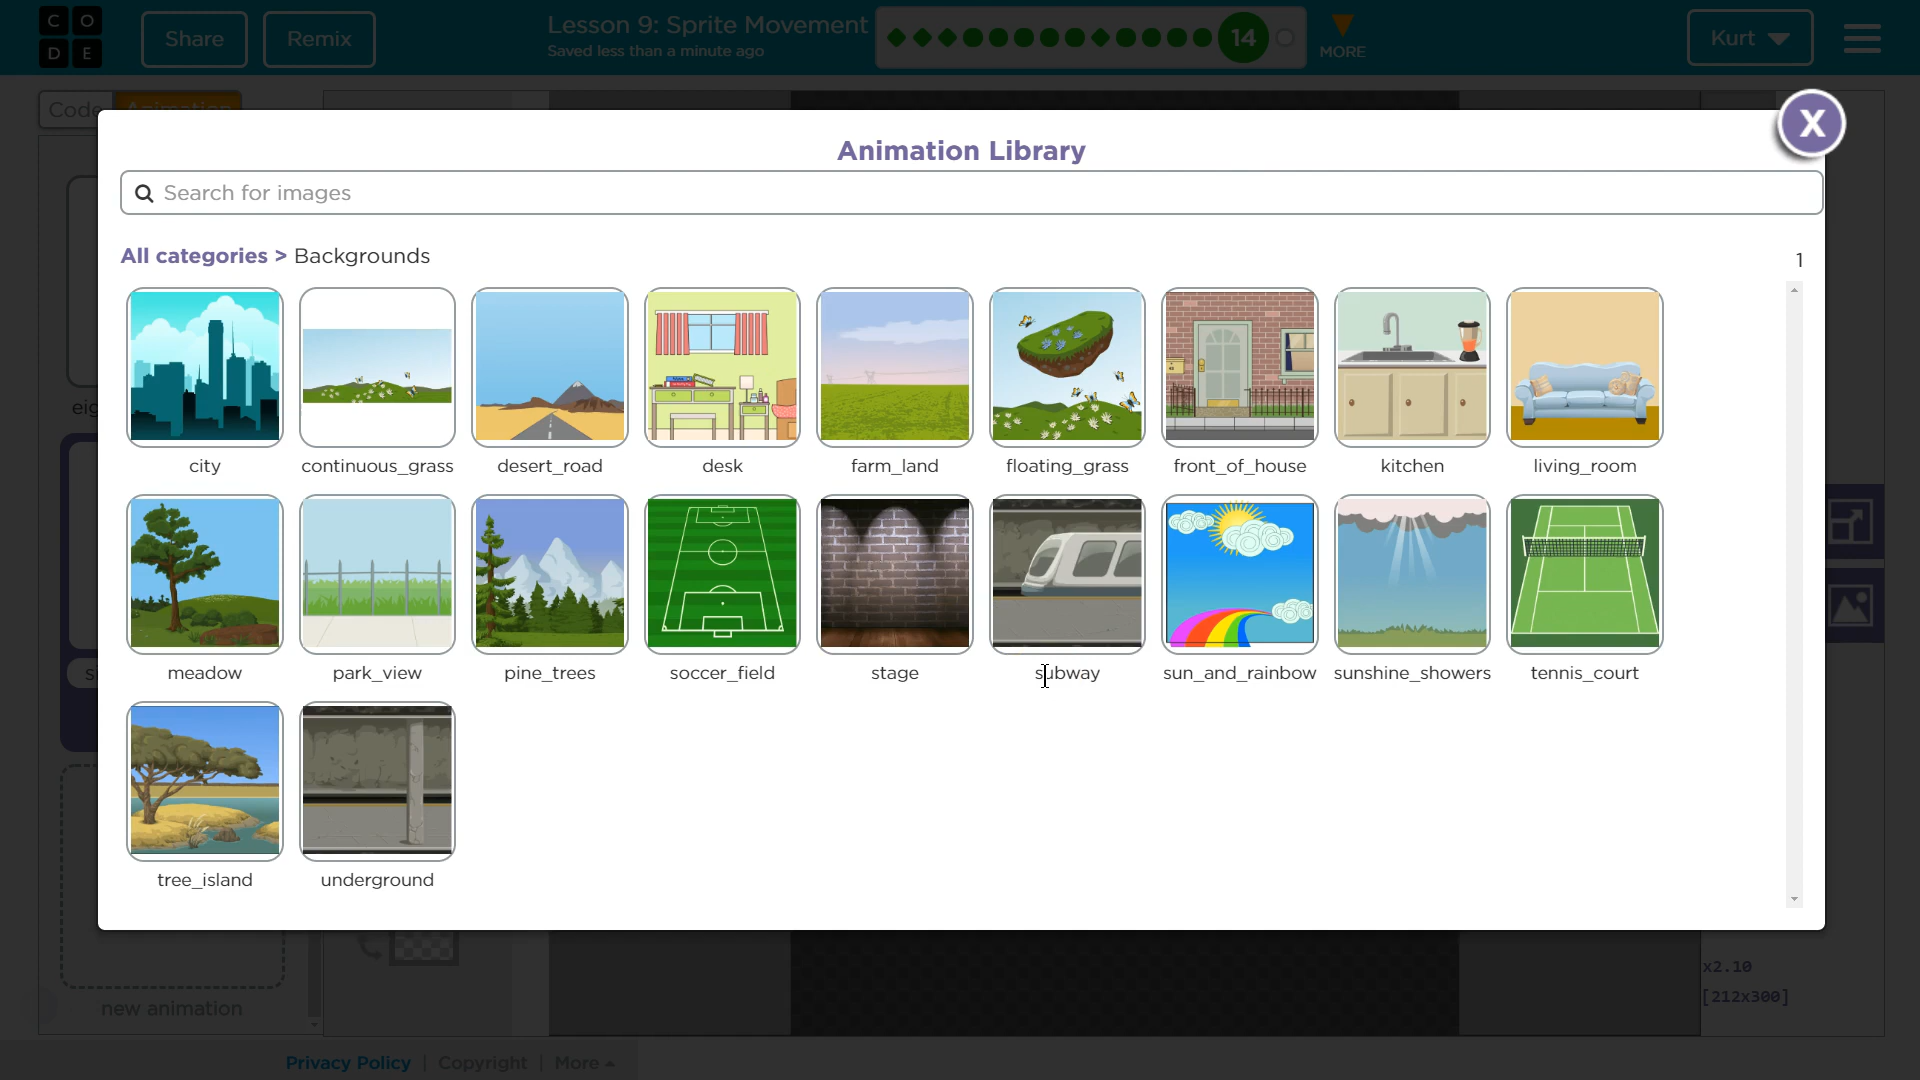 CODE
Share
Remix
Lesson 9: Sprite Movement
Saved less than a minute ago
14
MORE
Kurt
Code
Animation
Animation Library
X
Search for images
All categories > Backgrounds
1
city
continuous_grass
desert_road
desk
farm_land
floating_grass
front_of_house
kitchen
living_room
meadow
park_view
pine_trees
soccer_field
stage
subway
sun_and_rainbow
sunshine_showers
tennis_court
tree_island
underground
new animation
x2.10
[212x300]
Privacy Policy | Copyright | More